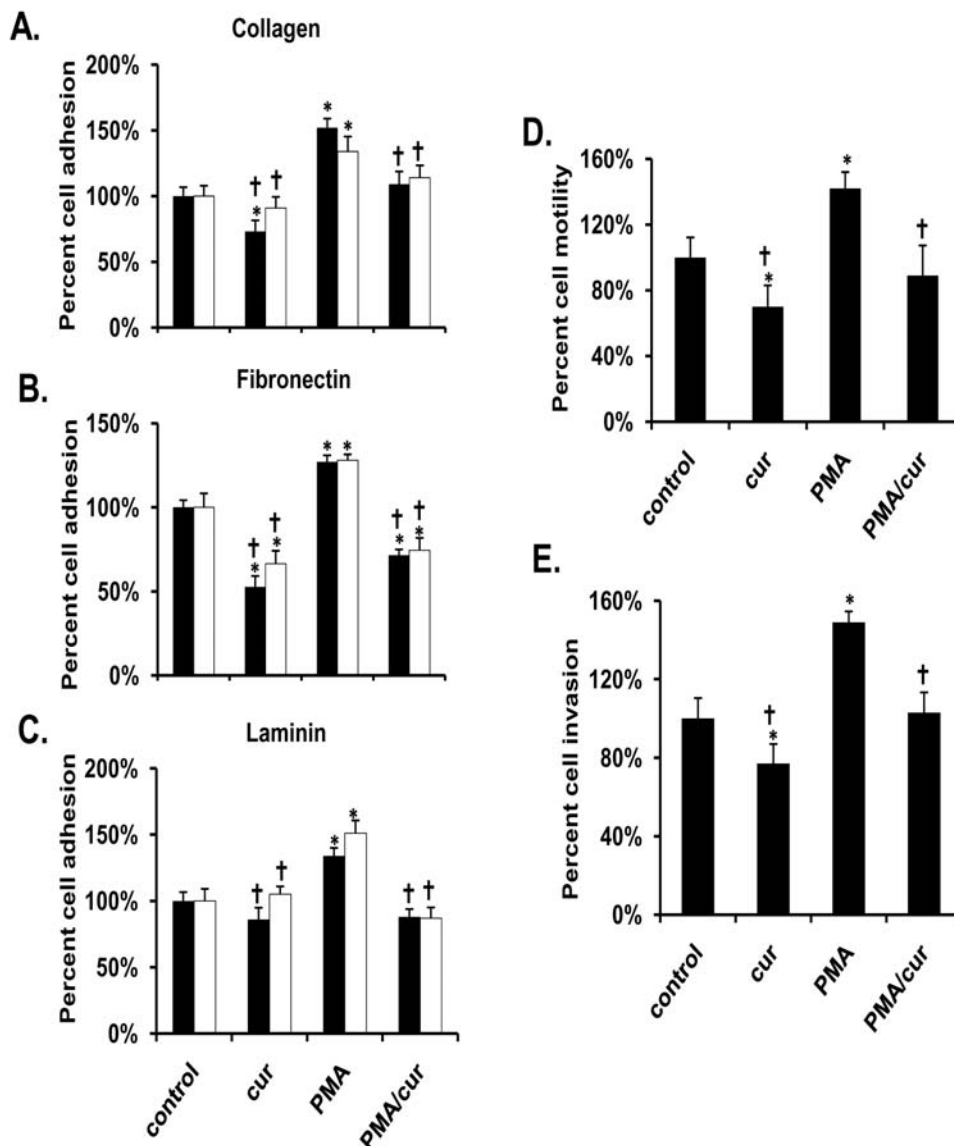 A.
Collagen
Percent cell adhesion
200%
150%
100%
50%
0%
* * † † † † *
B.
Fibronectin
Percent cell adhesion
150%
100%
50%
0%
* * † † * * † † * *
C.
Laminin
Percent cell adhesion
200%
150%
100%
50%
0%
* * † † † †
control
cur
PMA
PMA/cur
D.
Percent cell motility
160%
120%
80%
40%
0%
* † † *
control
cur
PMA
PMA/cur
E.
Percent cell invasion
160%
120%
80%
40%
0%
* † † *
control
cur
PMA
PMA/cur